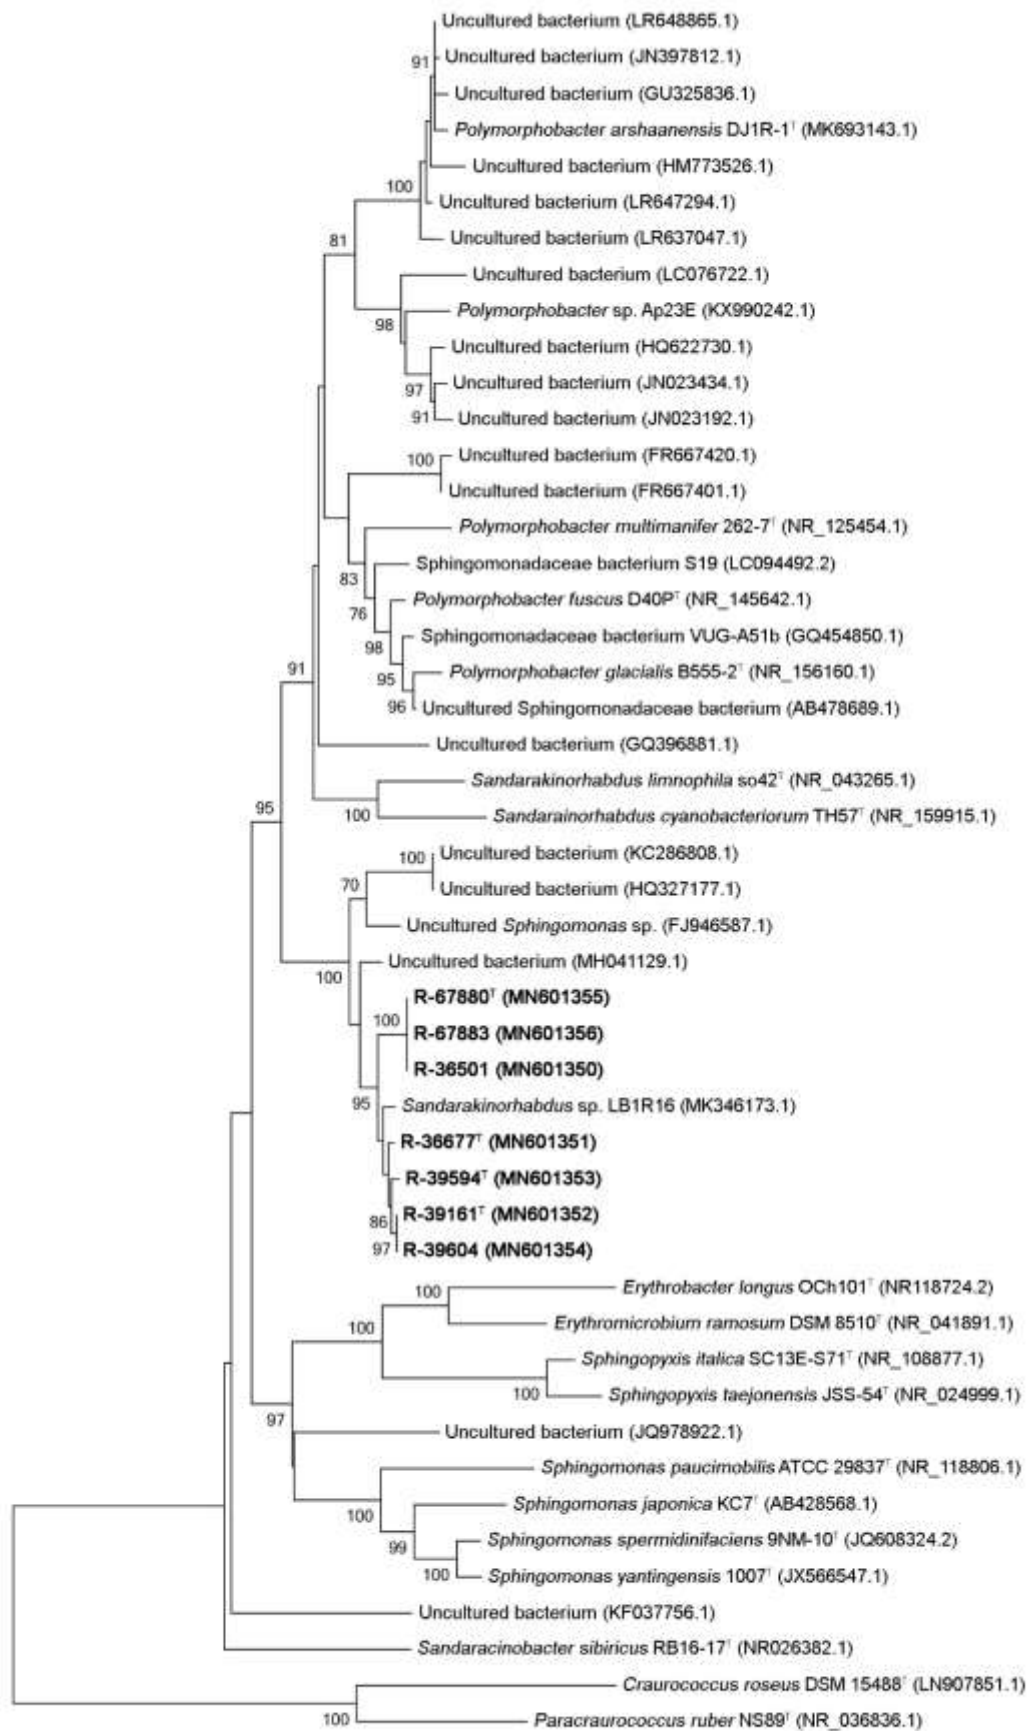 Uncultured bacterium (LR648865.1)
Uncultured bacterium (JN397812.1)
91
Uncultured bacterium (GU325836.1)
Polymorphobacter arshaanensis DJ1R-1ᵀ (MK693143.1)
Uncultured bacterium (HM773526.1)
100
Uncultured bacterium (LR647294.1)
Uncultured bacterium (LR637047.1)
81
Uncultured bacterium (LC076722.1)
Polymorphobacter sp. Ap23E (KX990242.1)
98
Uncultured bacterium (HQ622730.1)
Uncultured bacterium (JN023434.1)
97
Uncultured bacterium (JN023192.1)
91
Uncultured bacterium (FR667420.1)
100
Uncultured bacterium (FR667401.1)
Polymorphobacter multimanifer 262-7ᵀ (NR_125454.1)
Sphingomonadaceae bacterium S19 (LC094492.2)
83
Polymorphobacter fuscus D40Pᵀ (NR_145642.1)
76
Sphingomonadaceae bacterium VUG-A51b (GQ454850.1)
98
Polymorphobacter glacialis B555-2ᵀ (NR_156160.1)
91
95
Uncultured Sphingomonadaceae bacterium (AB478689.1)
96
Uncultured bacterium (GQ396881.1)
Sandarakinorhabdus limnophila so42ᵀ (NR_043265.1)
95
100
Sandarainorhabdus cyanobacteriorum TH57ᵀ (NR_159915.1)
Uncultured bacterium (KC286808.1)
100
Uncultured bacterium (HQ327177.1)
70
Uncultured Sphingomonas sp. (FJ946587.1)
Uncultured bacterium (MH041129.1)
100
R-67880ᵀ (MN601355)
100
R-67883 (MN601356)
R-36501 (MN601350)
95
Sandarakinorhabdus sp. LB1R16 (MK346173.1)
R-36677ᵀ (MN601351)
R-39594ᵀ (MN601353)
R-39161ᵀ (MN601352)
86
R-39604 (MN601354)
97
Erythrobacter longus OCh101ᵀ (NR118724.2)
100
Erythromicrobium ramosum DSM 8510ᵀ (NR_041891.1)
100
Sphingopyxis italica SC13E-S71ᵀ (NR_108877.1)
Sphingopyxis taejonensis JSS-54ᵀ (NR_024999.1)
100
97
Uncultured bacterium (JQ978922.1)
Sphingomonas paucimobilis ATCC 29837ᵀ (NR_118806.1)
Sphingomonas japonica KC7ᵀ (AB428568.1)
100
Sphingomonas spermidinifaciens 9NM-10ᵀ (JQ608324.2)
99
Sphingomonas yantingensis 1007ᵀ (JX566547.1)
100
Uncultured bacterium (KF037756.1)
Sandaracinobacter sibiricus RB16-17ᵀ (NR026382.1)
Craurococcus roseus DSM 15488ᵀ (LN907851.1)
Paracraurococcus ruber NS89ᵀ (NR_036836.1)
100